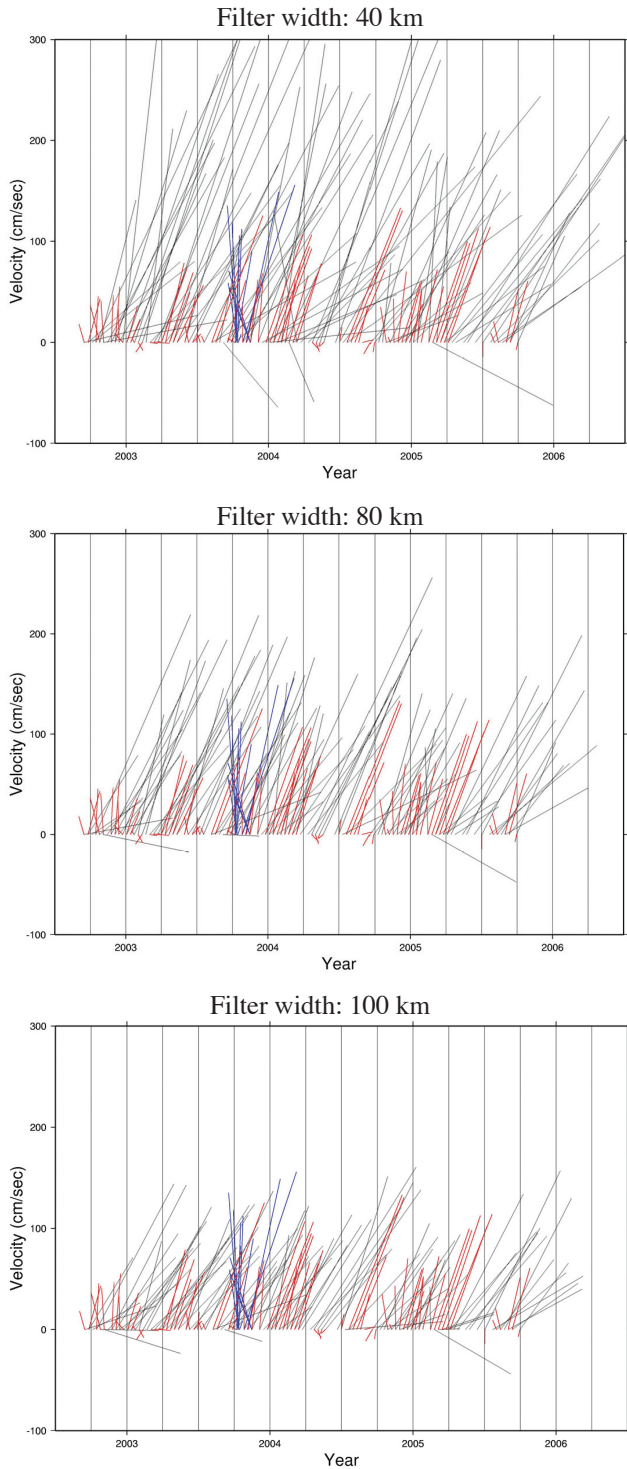 Filter width: 40 km
300
200
100
0
-100
Velocity (cm/sec)
2003 2004 2005 2006
Year
Filter width: 80 km
300
200
100
0
-100
Velocity (cm/sec)
2003 2004 2005 2006
Year
Filter width: 100 km
300
200
100
0
-100
Velocity (cm/sec)
2003 2004 2005 2006
Year